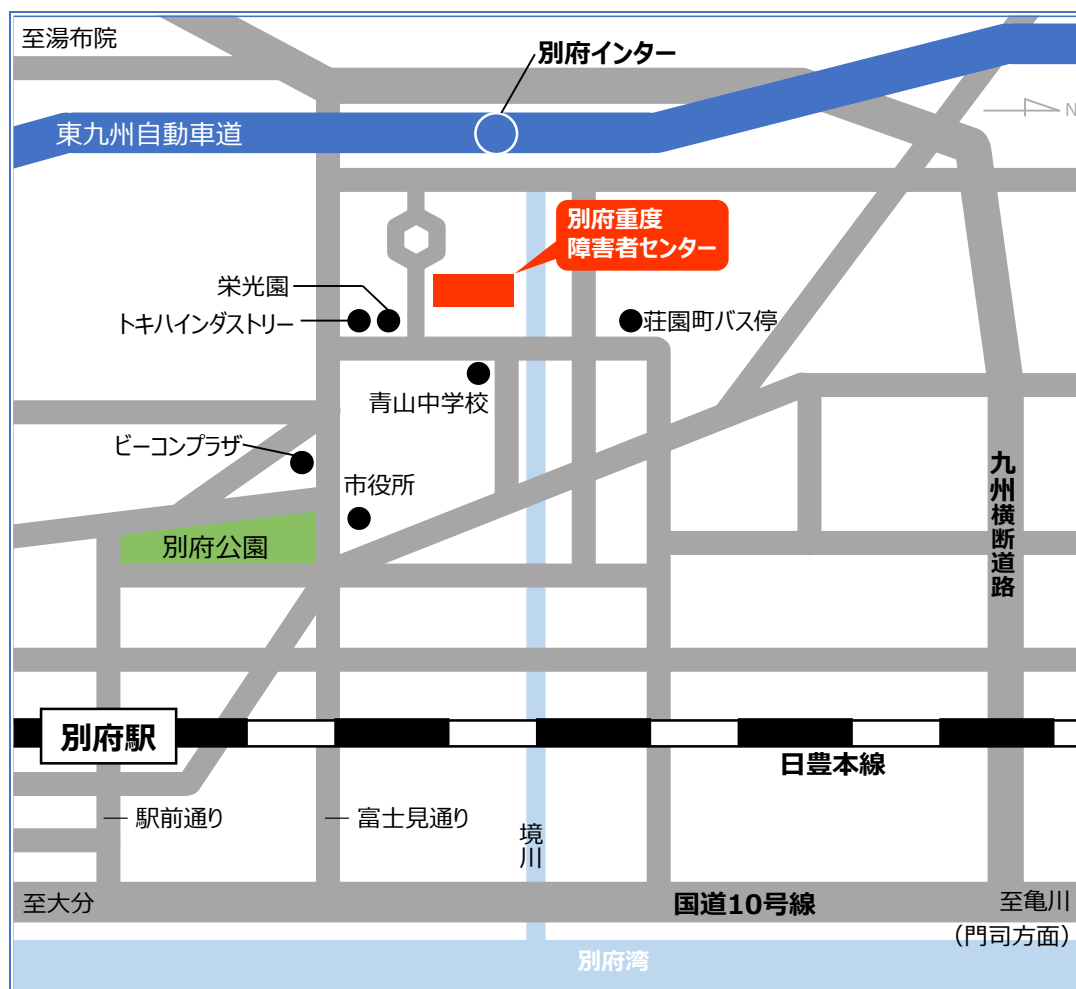 至湯布院
別府インター
N
東九州自動車道
別府重度
障害者センター
栄光園
トキハインダストリー
荘園町バス停
青山中学校
ビーコンプラザ
市役所
九州横断道路
別府公園
別府駅
日豊本線
駅前通り
富士見通り
境川
至大分
国道10号線
至亀川
（門司方面）
別府湾